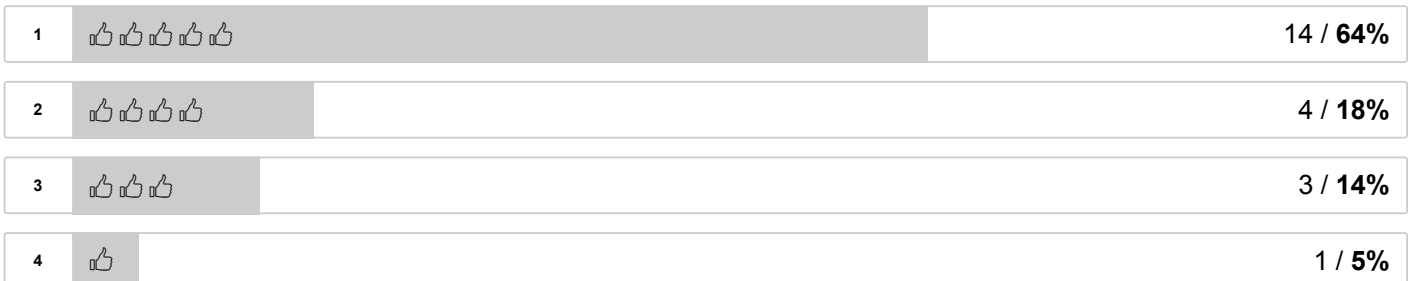 1 👍👍👍👍👍 14 / 64%
2 👍👍👍👍 4 / 18%
3 👍👍👍 3 / 14%
4 👍 1 / 5%